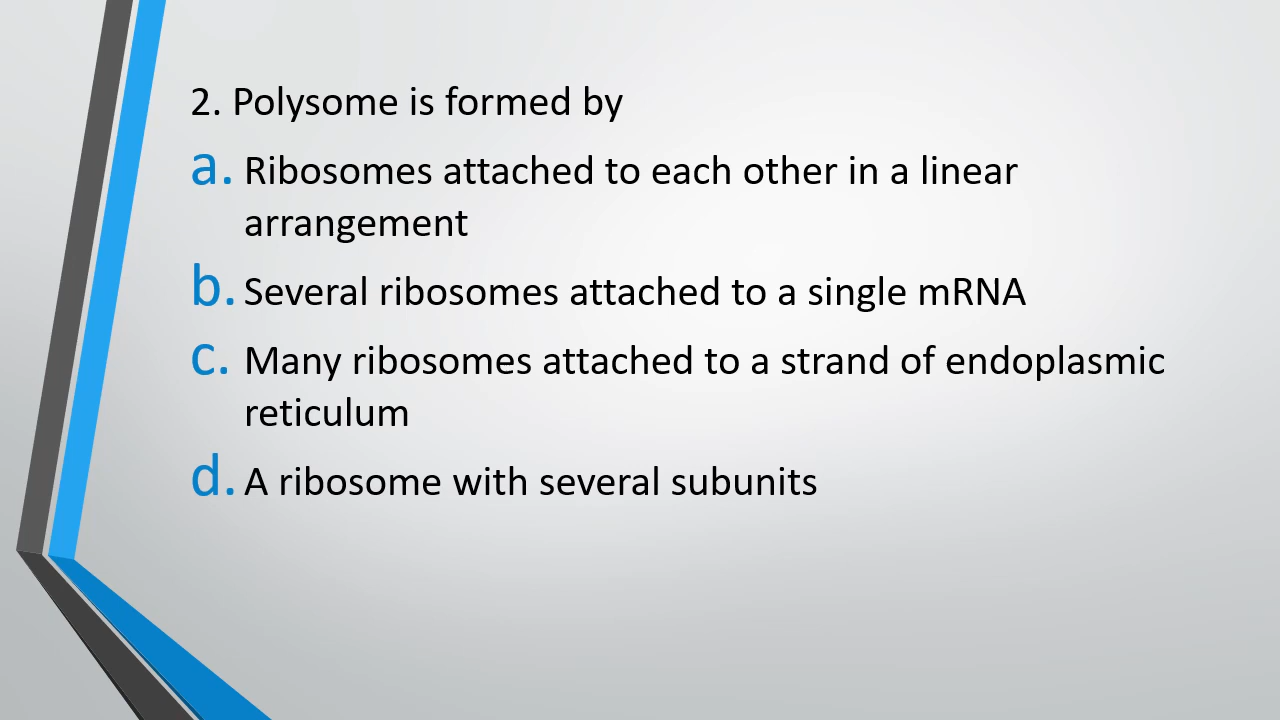 2. Polysome is formed by
a. Ribosomes attached to each other in a linear
arrangement
b. Several ribosomes attached to a single mRNA
c. Many ribosomes attached to a strand of endoplasmic
reticulum
d. A ribosome with several subunits